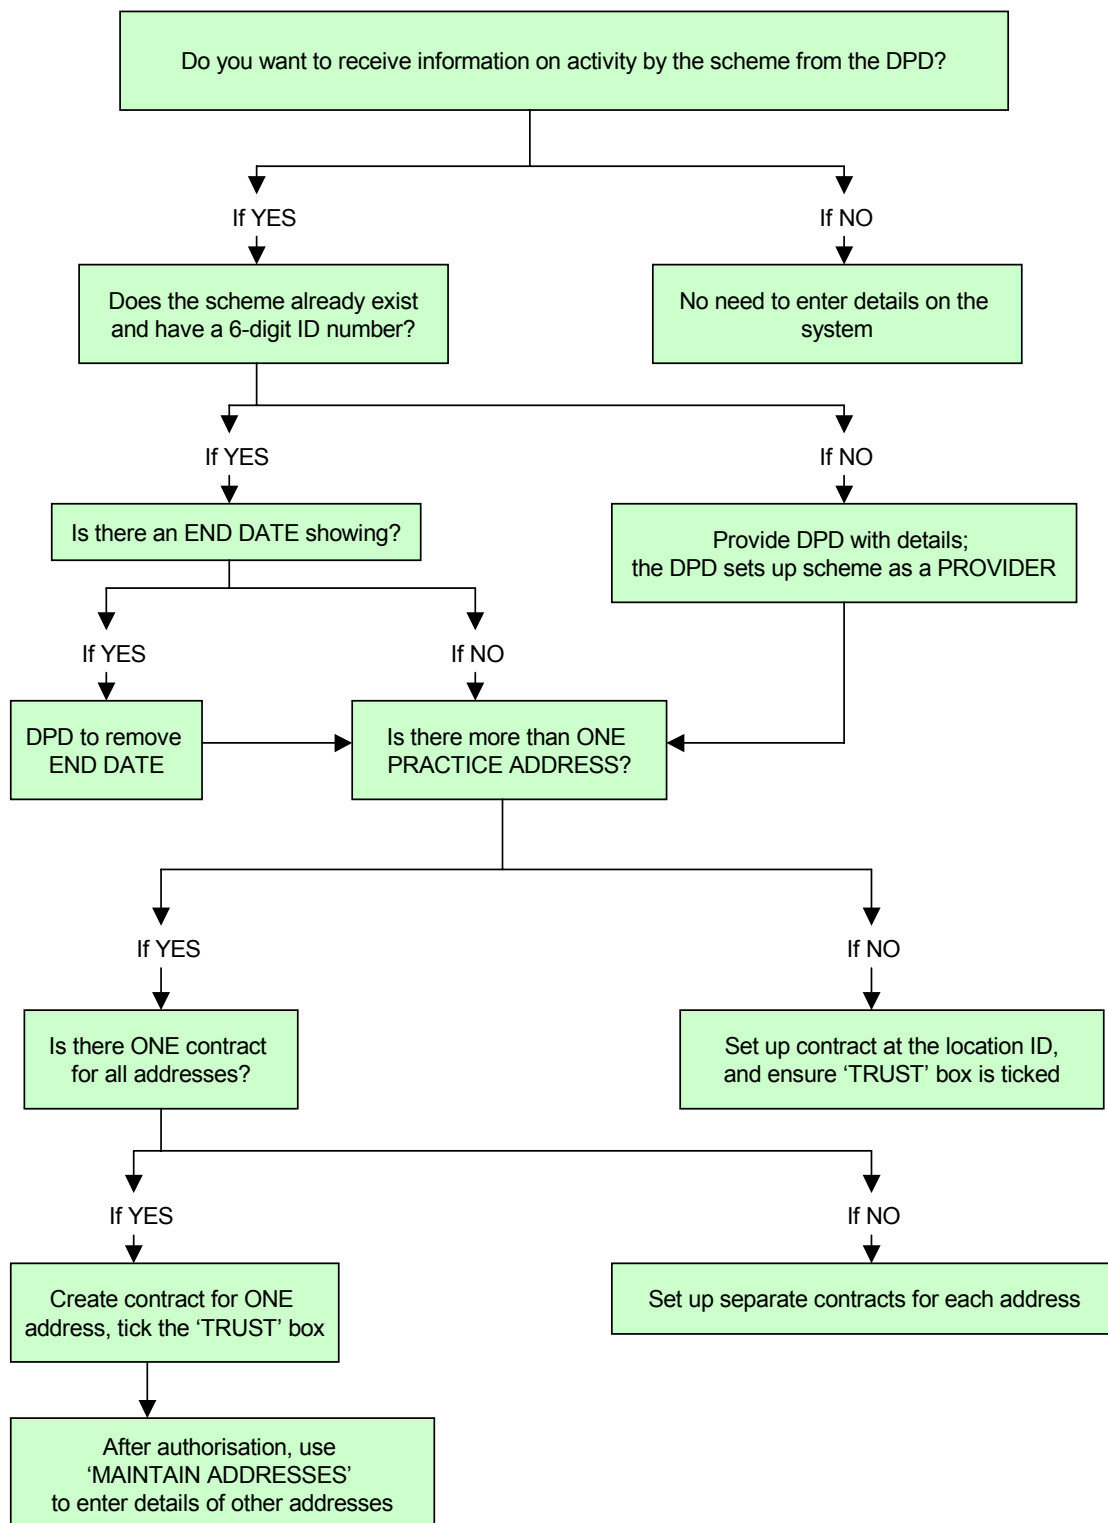 Do you want to receive information on activity by the scheme from the DPD?
If YES
If NO
Does the scheme already exist
and have a 6-digit ID number?
No need to enter details on the
system
If YES
If NO
Is there an END DATE showing?
Provide DPD with details;
the DPD sets up scheme as a PROVIDER
If YES
If NO
DPD to remove
END DATE
Is there more than ONE
PRACTICE ADDRESS?
If YES
If NO
Is there ONE contract
for all addresses?
Set up contract at the location ID,
and ensure ‘TRUST’ box is ticked
If YES
If NO
Create contract for ONE
address, tick the ‘TRUST’ box
Set up separate contracts for each address
After authorisation, use
‘MAINTAIN ADDRESSES’
to enter details of other addresses